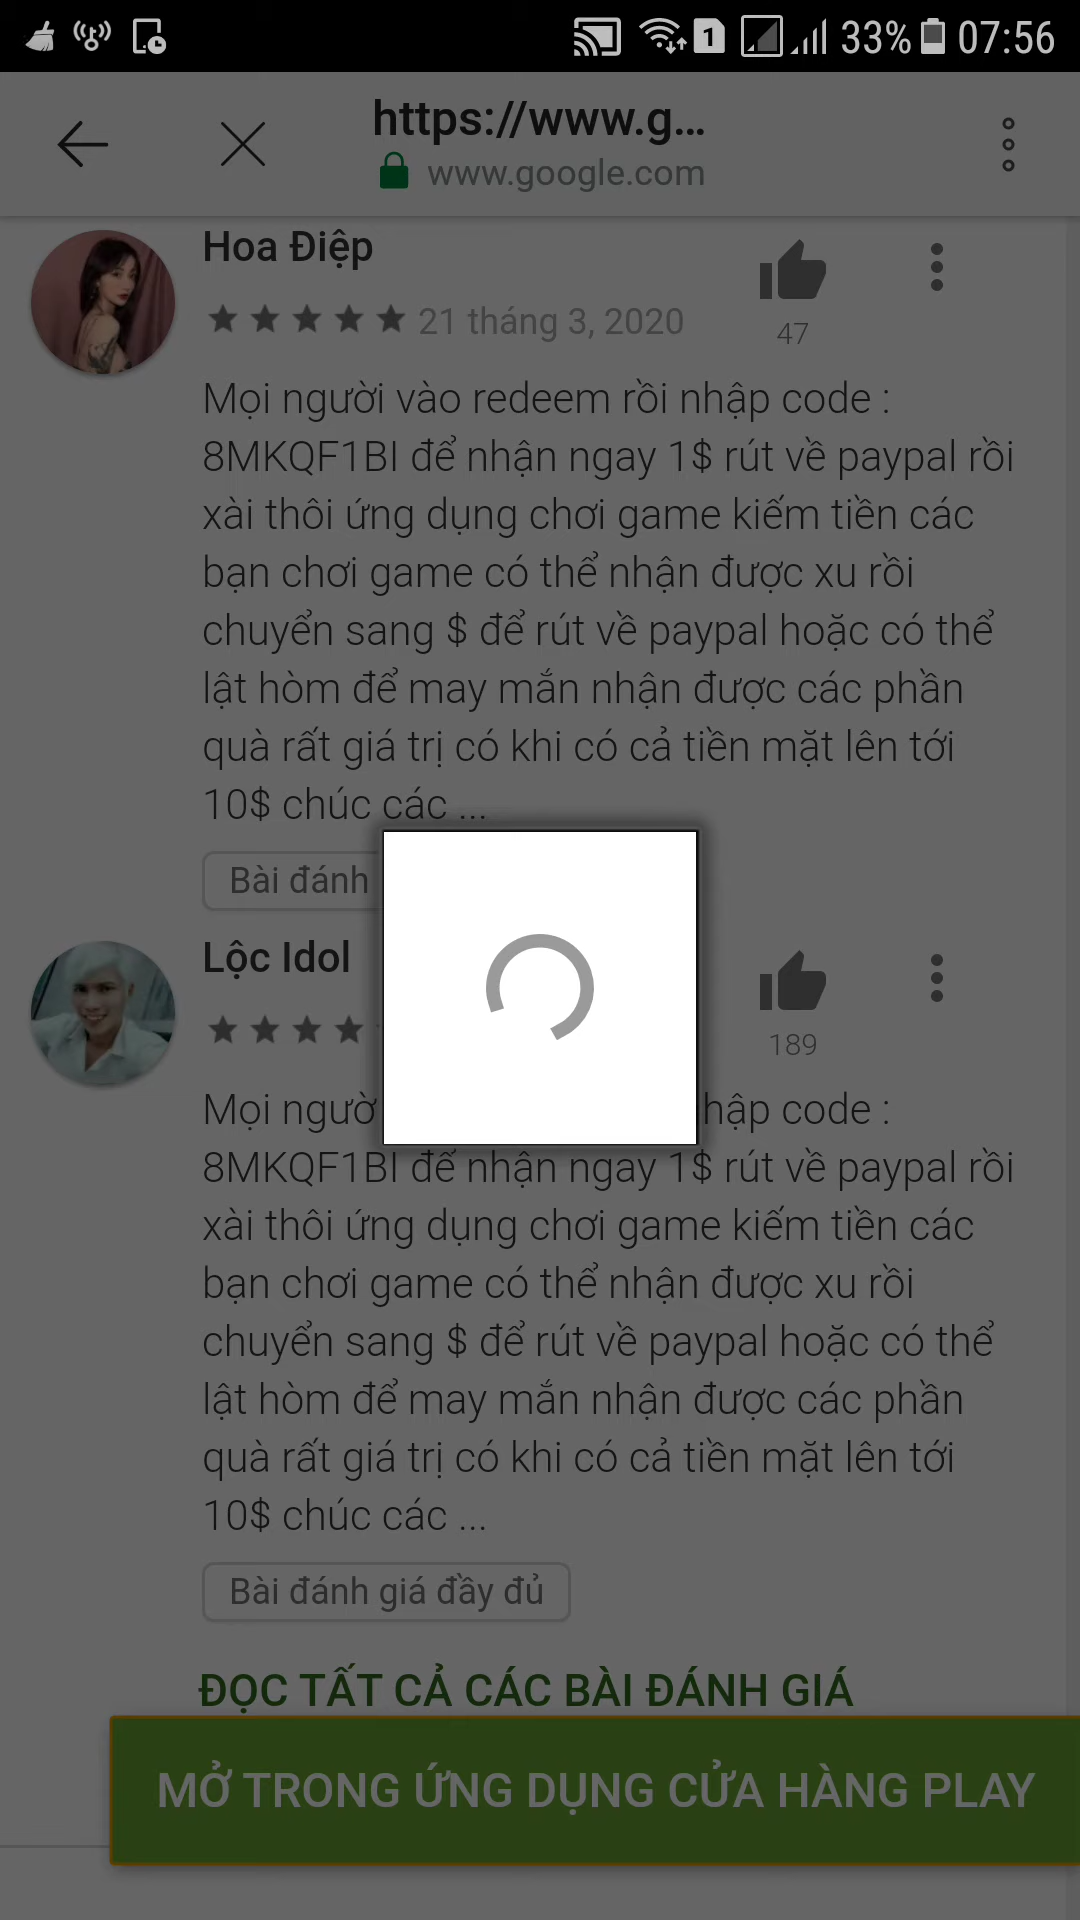 33% 07:56
1
https://www.g...
www.google.com
Hoa Điệp
21 tháng 3, 2020
47
Mọi người vào redeem rồi nhập code :
8MKQF1BI để nhận ngay 1$ rút về paypal rồi
xài thôi ứng dụng chơi game kiếm tiền các
bạn chơi game có thể nhận được xu rồi
chuyển sang $ để rút về paypal hoặc có thể
lật hòm để may mắn nhận được các phần
quà rất giá trị có khi có cả tiền mặt lên tới
10$ chúc các ...
Bài đánh
Lộc Idol
189
Mọi ngườ hập code :
8MKQF1BI để nhận ngay 1$ rút về paypal rồi
xài thôi ứng dụng chơi game kiếm tiền các
bạn chơi game có thể nhận được xu rồi
chuyển sang $ để rút về paypal hoặc có thể
lật hòm để may mắn nhận được các phần
quà rất giá trị có khi có cả tiền mặt lên tới
10$ chúc các ...
Bài đánh giá đầy đủ
ĐỌC TẤT CẢ CÁC BÀI ĐÁNH GIÁ
MỞ TRONG ỨNG DỤNG CỬA HÀNG PLAY